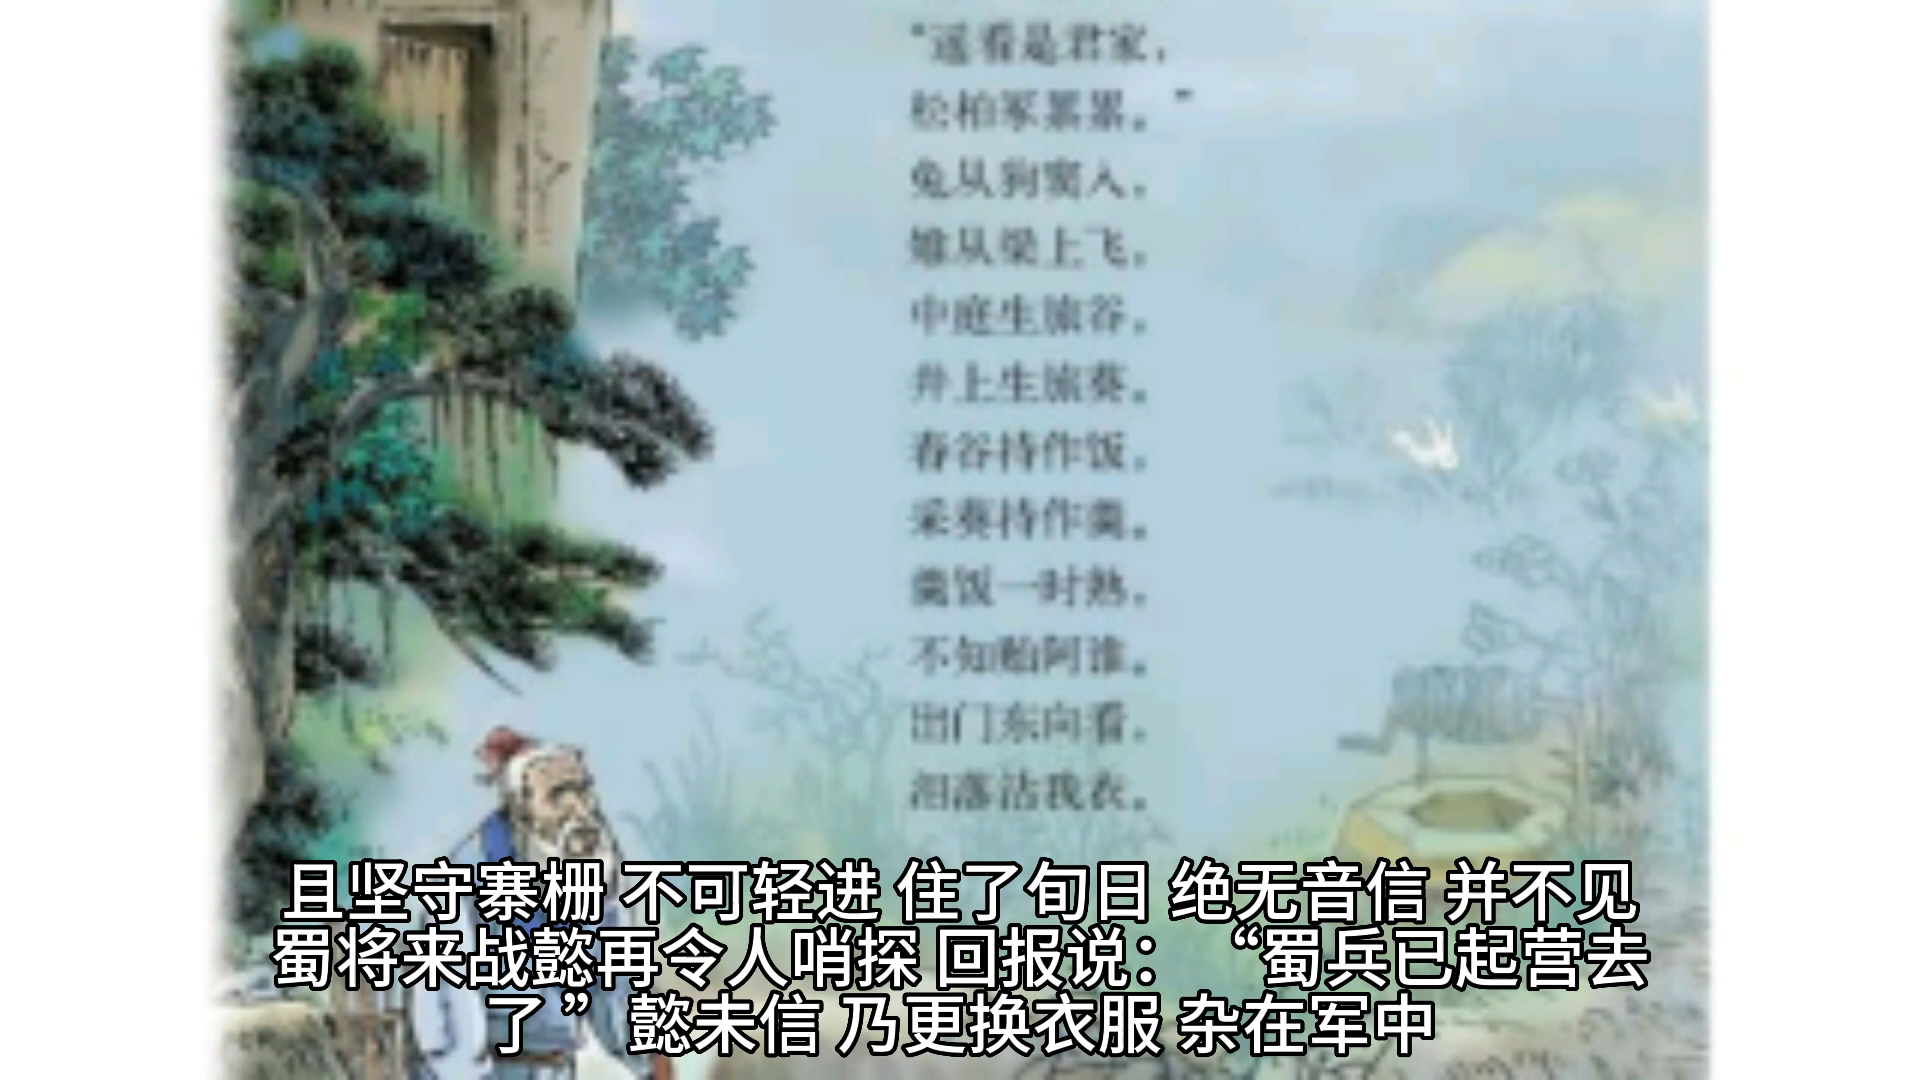 “遥看是君家，
松柏冢累累。”
兔从狗窦入，
雉从梁上飞。
中庭生旅谷，
井上生旅葵。
舂谷持作饭，
采葵持作羹。
羹饭一时熟，
不知贻阿谁。
出门东向看，
泪落沾我衣。
且坚守寨栅 不可轻进 住了旬日 绝无音信 并不见
蜀将来战懿再令人哨探 回报说：“蜀兵已起营去
了” 懿未信 乃更换衣服 杂在军中